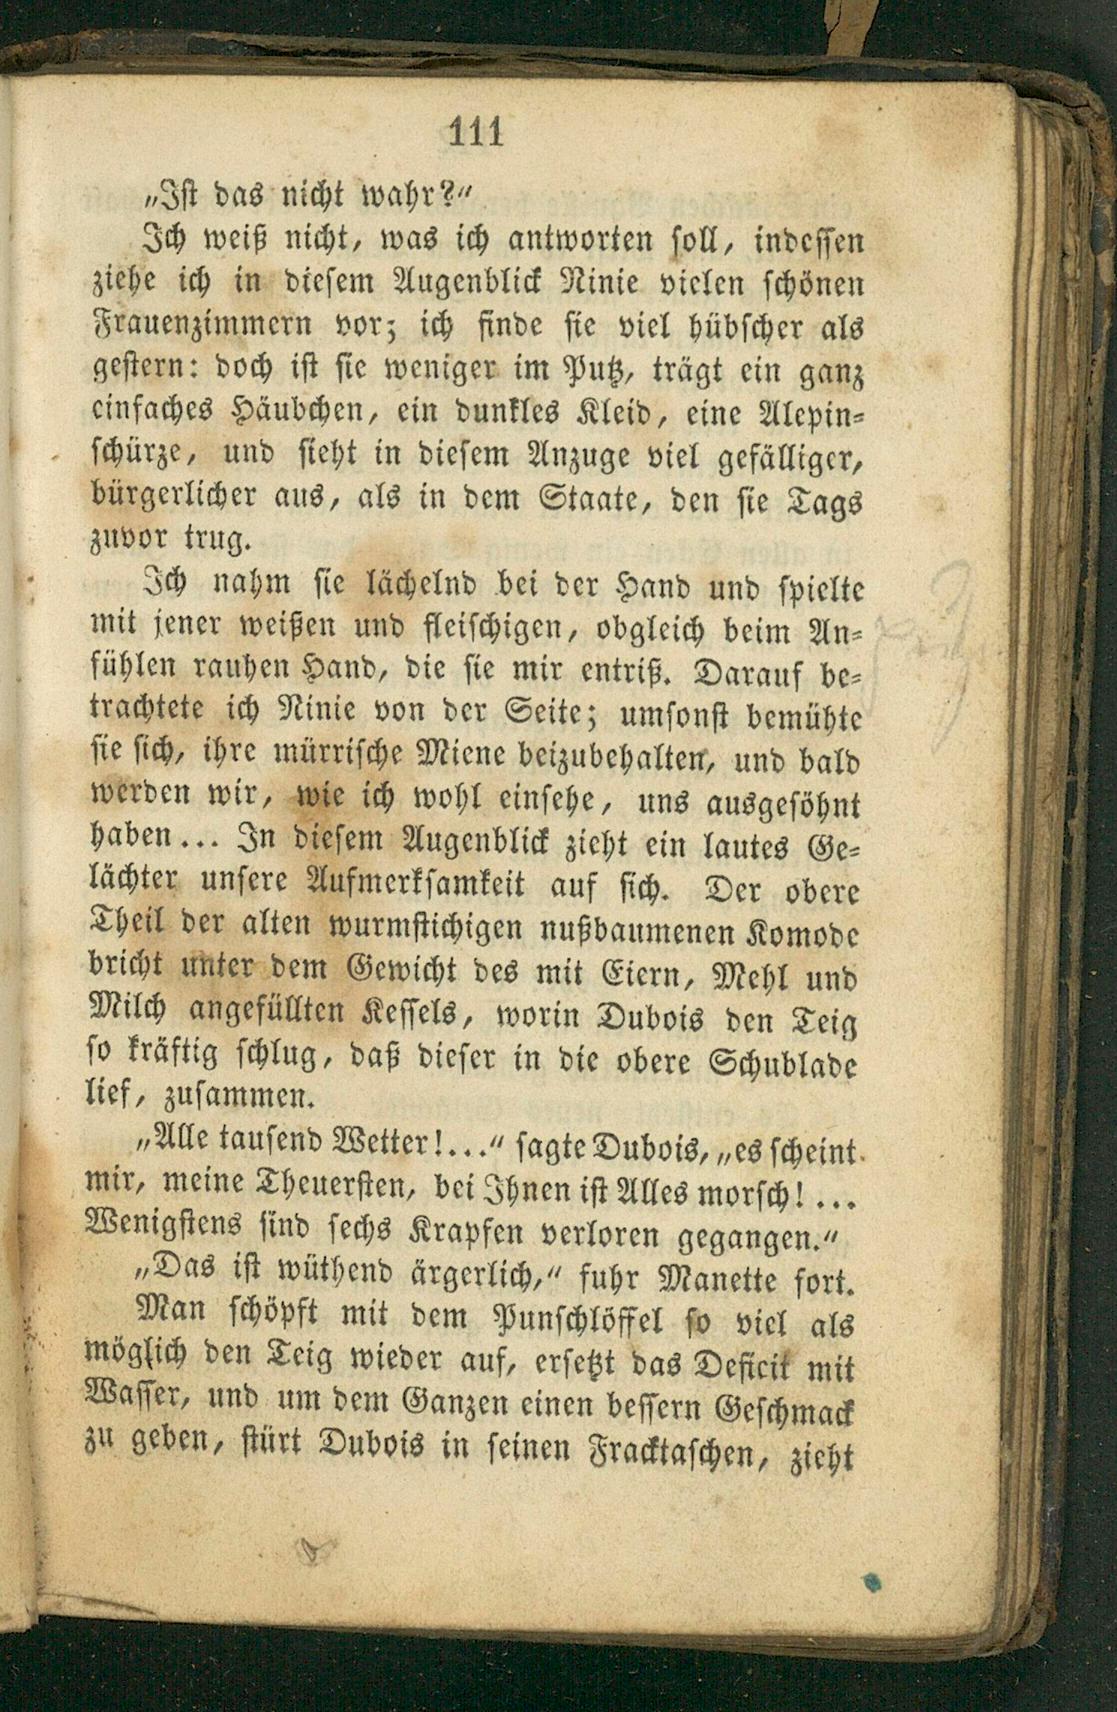 111
„Ist das nicht wahr?“
Ich weiß nicht, was ich antworten soll, indessen
ziehe ich in diesem Augenblick Ninie vielen schönen
Frauenzimmern vor; ich finde sie viel hübscher als
gestern: doch ist sie weniger im Putz, trägt ein ganz
einfaches Häubchen, ein dunkles Kleid, eine Alepin-
schürze, und sieht in diesem Anzuge viel gefälliger,
bürgerlicher aus, als in dem Staate, den sie Tags
zuvor trug.
Ich nahm sie lächelnd bei der Hand und spielte
mit jener weißen und fleischigen, obgleich beim An-
fühlen rauhen Hand, die sie mir entriß. Darauf be-
trachtete ich Ninie von der Seite; umsonst bemühte
sie sich, ihre mürrische Miene beizubehalten, und bald
werden wir, wie ich wohl einsehe, uns ausgesöhnt
haben... In diesem Augenblick zieht ein lautes Ge-
lächter unsere Aufmerksamkeit auf sich. Der obere
Theil der alten wurmstichigen nußbaumenen Komode
bricht unter dem Gewicht des mit Eiern, Mehl und
Milch angefüllten Kessels, worin Dubois den Teig
so kräftig schlug, daß dieser in die obere Schublade
lief, zusammen.
„Alle tausend Wetter!...“ sagte Dubois, „es scheint
mir, meine Theuersten, bei Ihnen ist Alles morsch!...
Wenigstens sind sechs Krapfen verloren gegangen.“
„Das ist wüthend ärgerlich,“ fuhr Manette fort.
Man schöpft mit dem Punschlöffel so viel als
möglich den Teig wieder auf, ersetzt das Deficit mit
Wasser, und um dem Ganzen einen bessern Geschmack
zu geben, stürt Dubois in seinen Fracktaschen, zieht